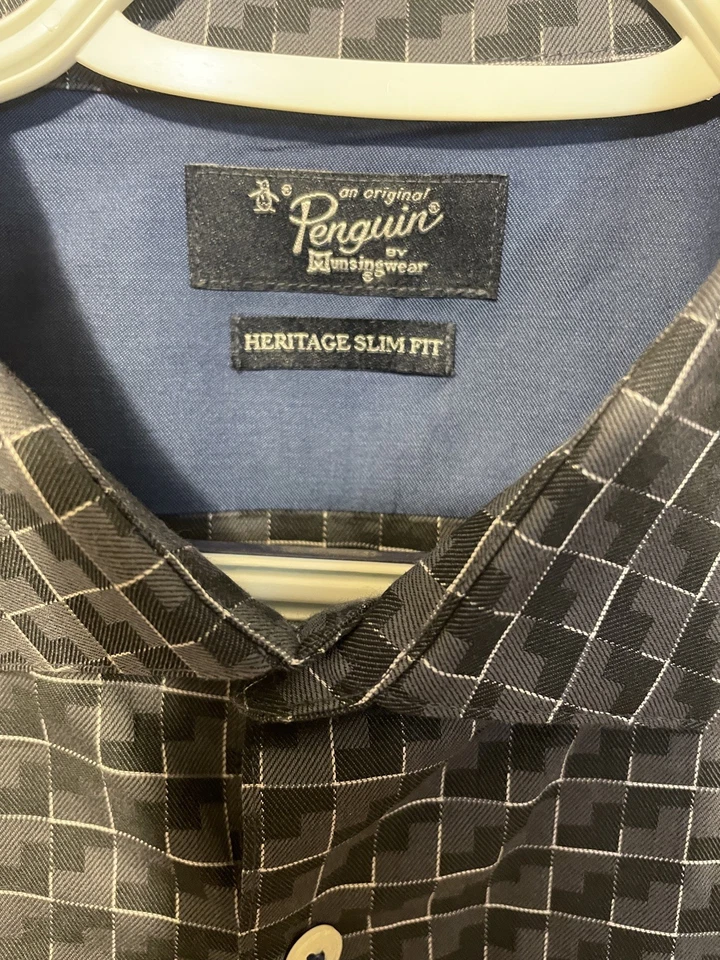 an original
Penguin®
BY
Munsingwear
®
HERITAGE SLIM FIT